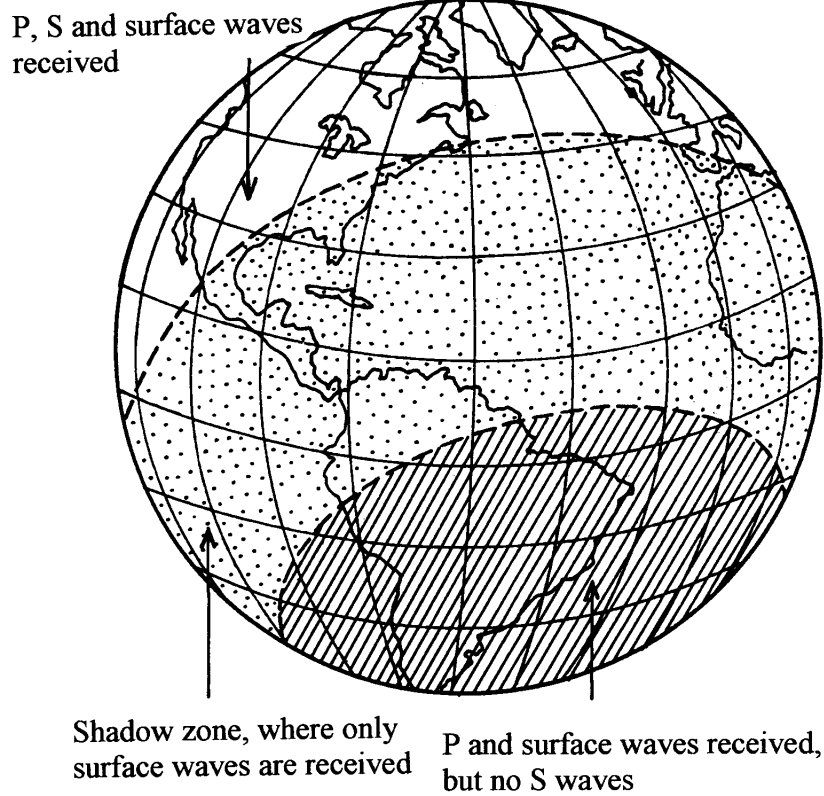 P, S and surface waves
received
Shadow zone, where only
surface waves are received
P and surface waves received,
but no S waves